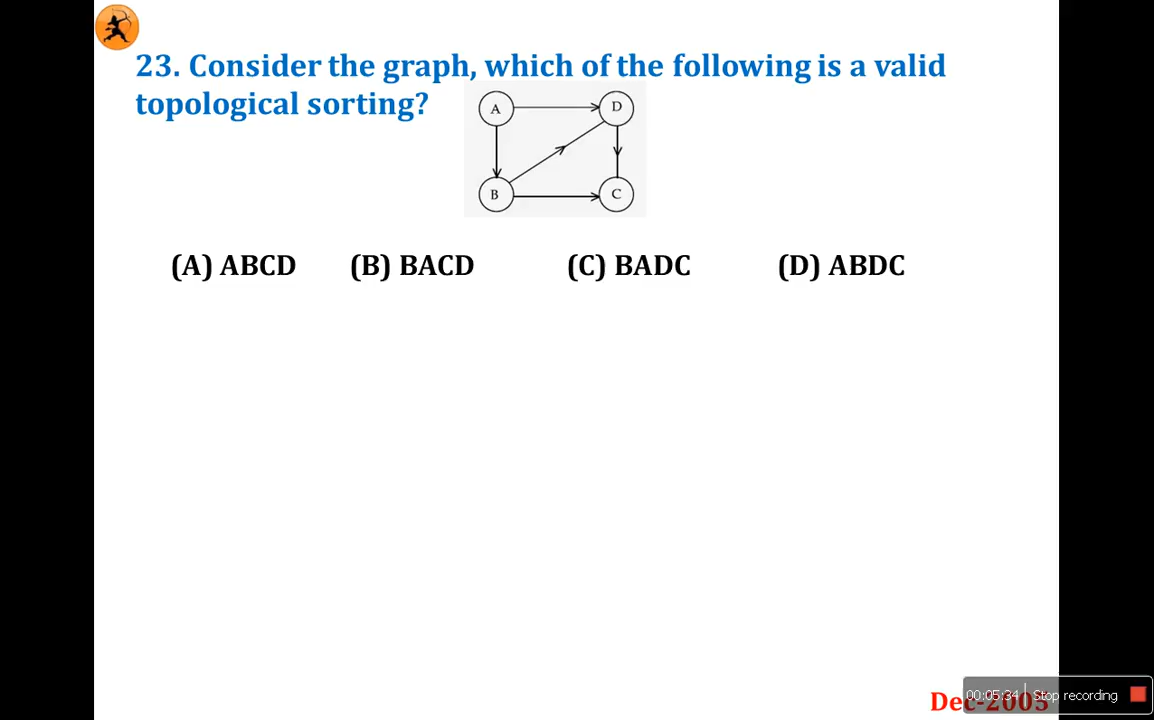 23. Consider the graph, which of the following is a valid
topological sorting?
A D
B C
(A) ABCD (B) BACD (C) BADC (D) ABDC
Dec-2005
00:05:34 Stop recording